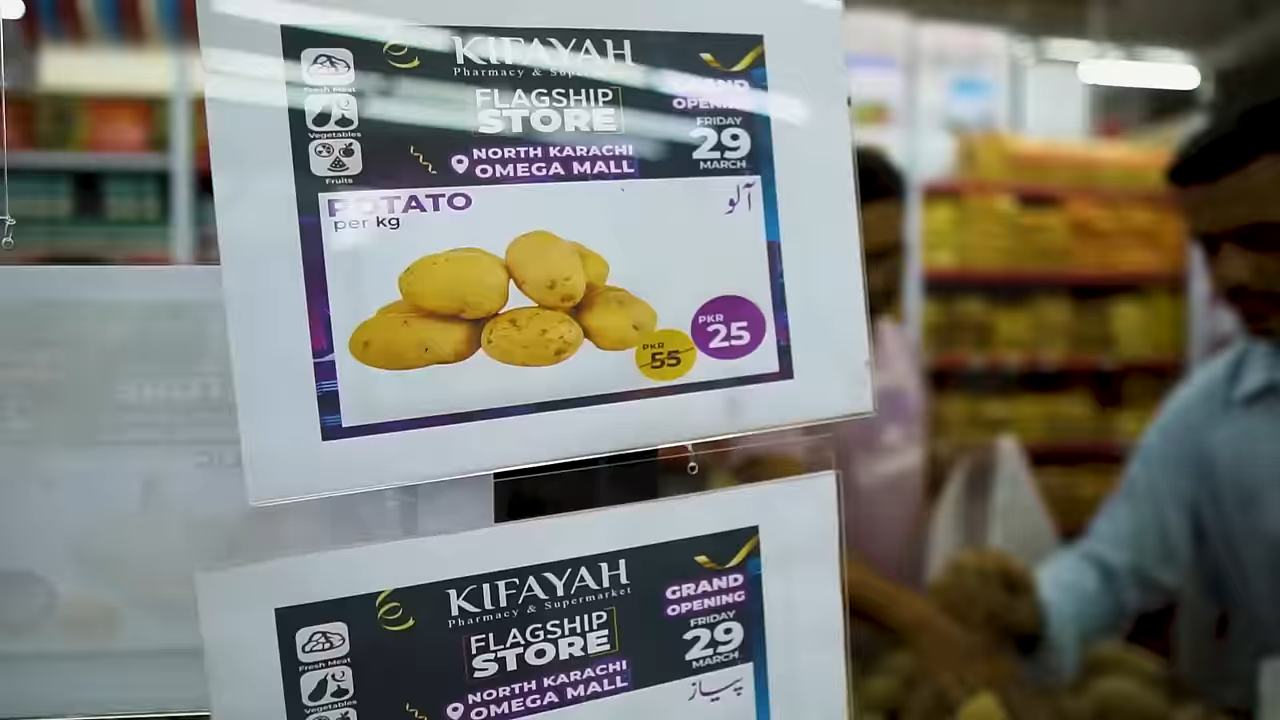 KIFAYAH
Pharmacy & Supermarket
FLAGSHIP
STORE
NORTH KARACHI
OMEGA MALL
GRAND
OPENING
FRIDAY
29
MARCH
Fresh Meat
Vegetables
Fruits
POTATO
per kg
آلو
PKR
55
PKR
25
KIFAYAH
Pharmacy & Supermarket
FLAGSHIP
STORE
NORTH KARACHI
OMEGA MALL
GRAND
OPENING
FRIDAY
29
MARCH
Fresh Meat
Vegetables
پیاز